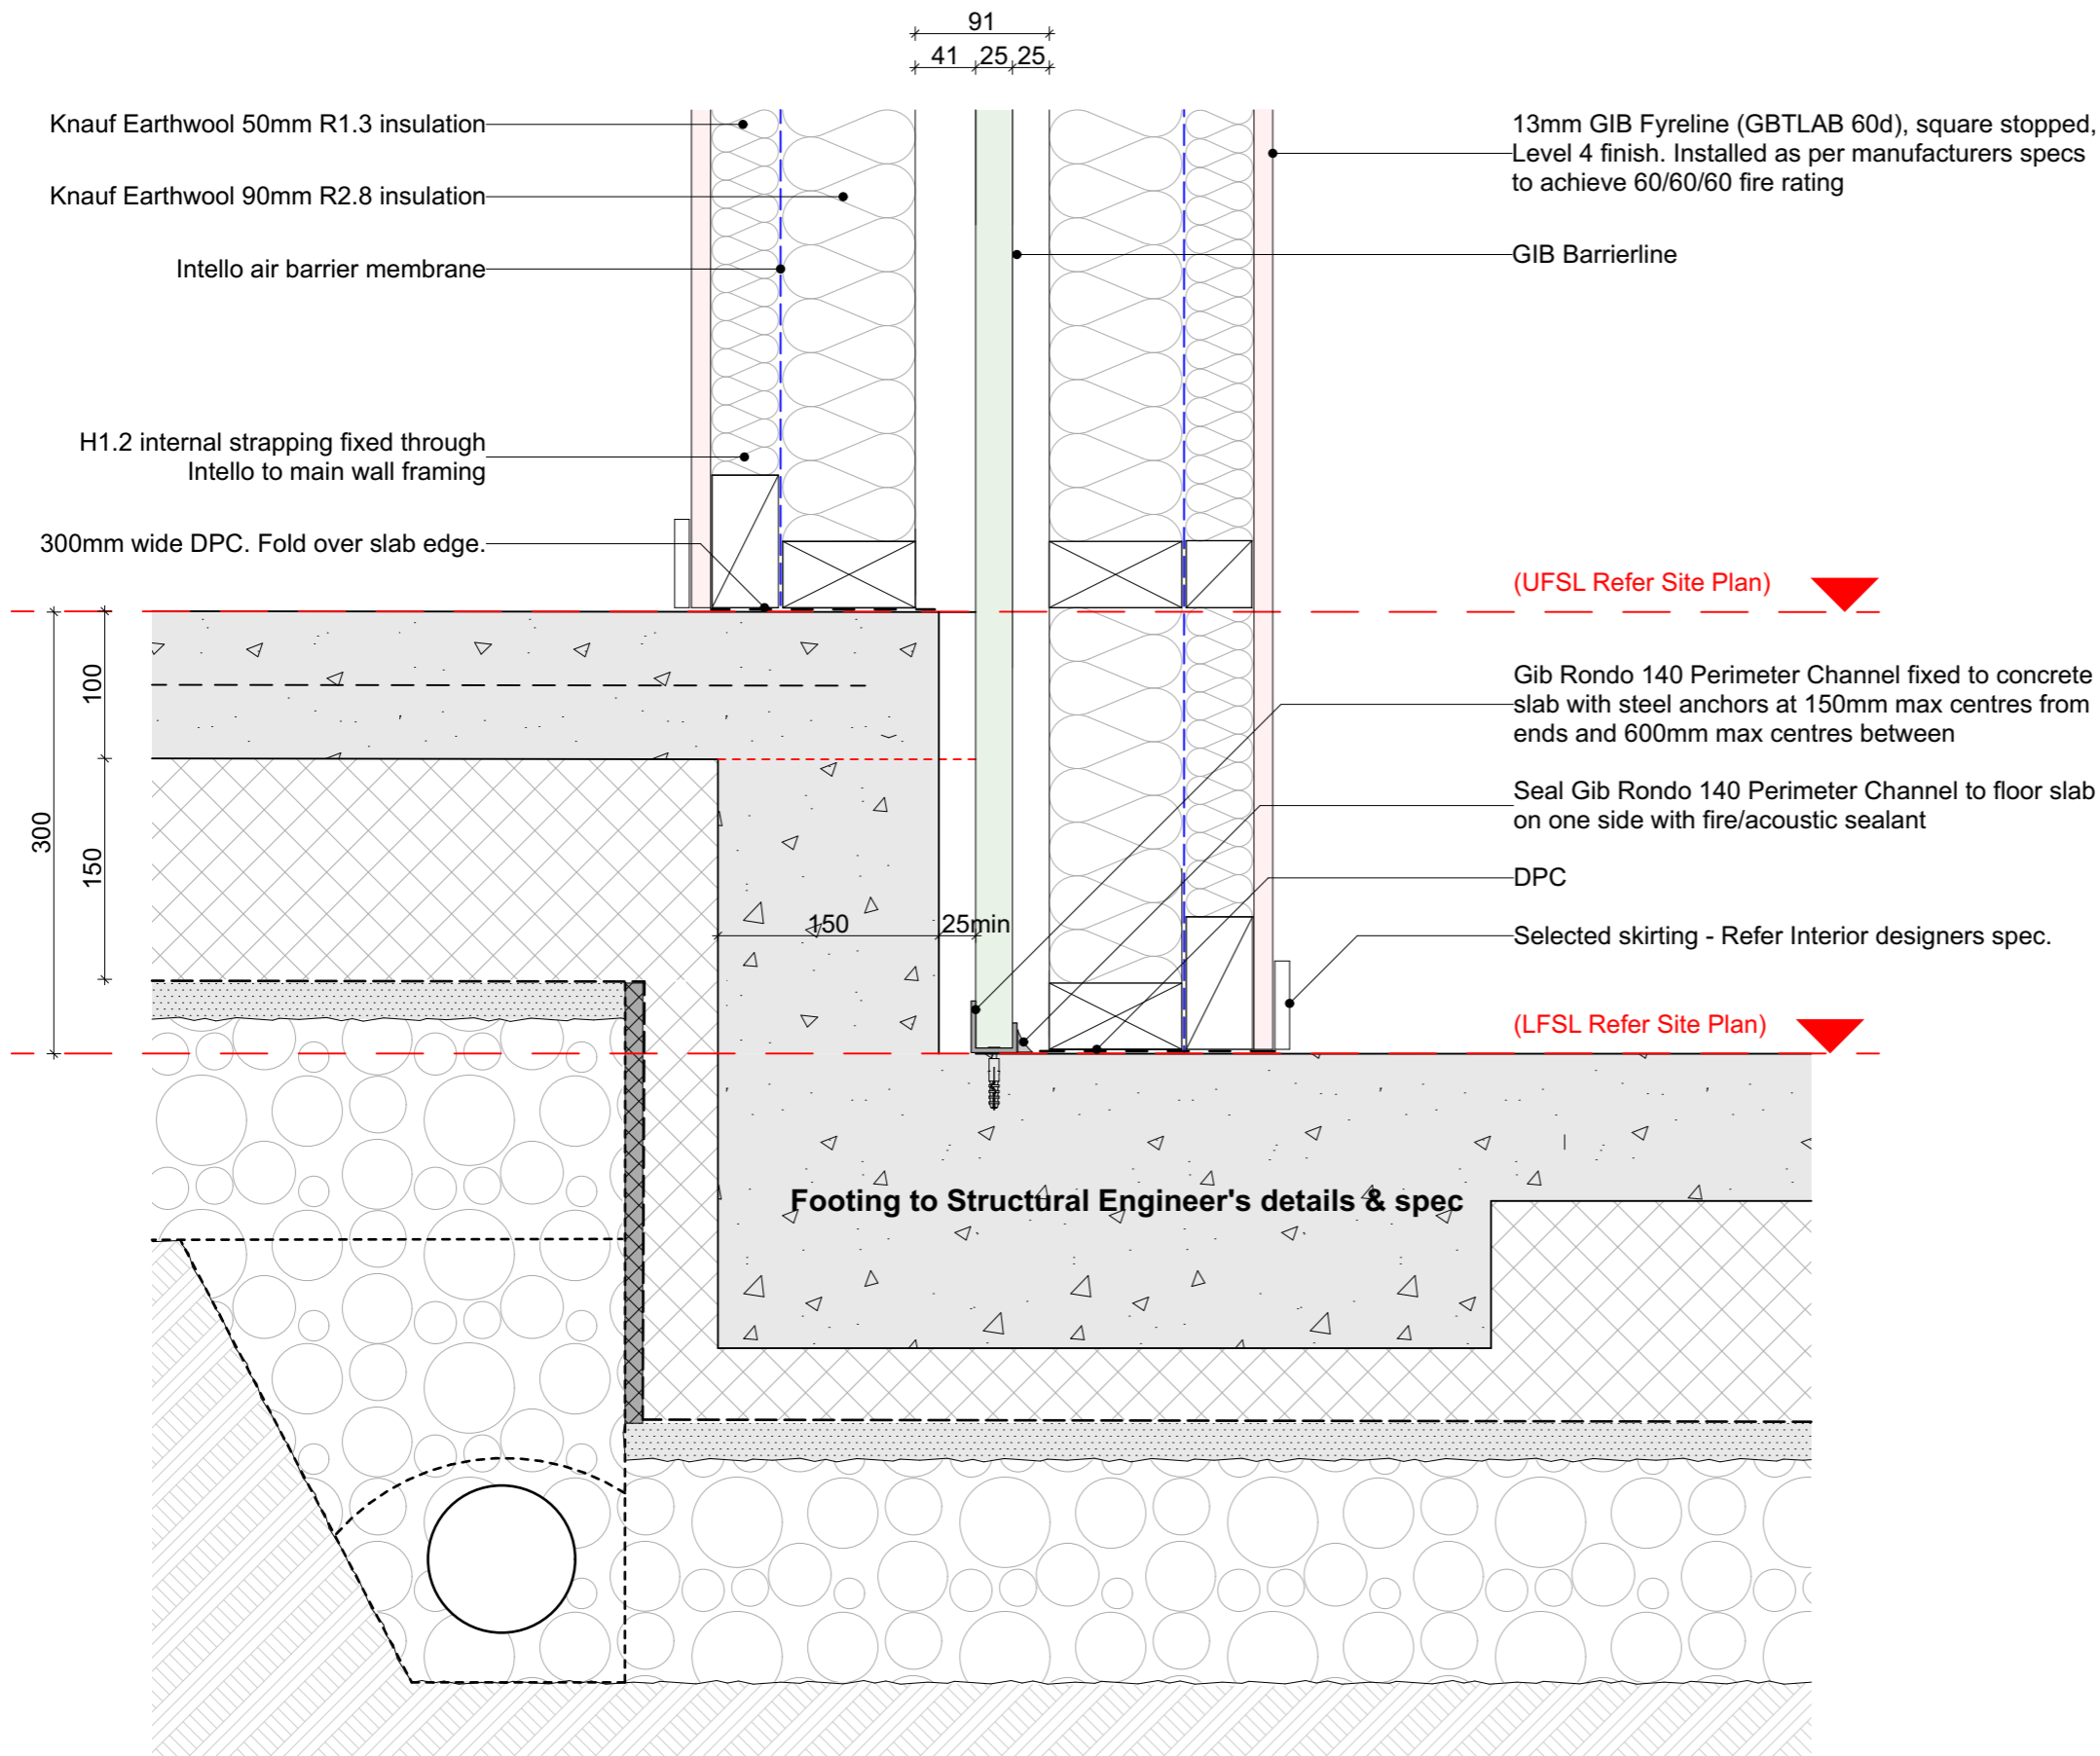 91
41 25 25
Knauf Earthwool 50mm R1.3 insulation
Knauf Earthwool 90mm R2.8 insulation
Intello air barrier membrane
H1.2 internal strapping fixed through
Intello to main wall framing
300mm wide DPC. Fold over slab edge.
13mm GIB Fyreline (GBTLAB 60d), square stopped,
Level 4 finish. Installed as per manufacturers specs
to achieve 60/60/60 fire rating
GIB Barrierline
(UFSL Refer Site Plan)
Gib Rondo 140 Perimeter Channel fixed to concrete
slab with steel anchors at 150mm max centres from
ends and 600mm max centres between
Seal Gib Rondo 140 Perimeter Channel to floor slab
on one side with fire/acoustic sealant
DPC
Selected skirting - Refer Interior designers spec.
(LFSL Refer Site Plan)
100
300
150
150 25min
Footing to Structural Engineer's details & spec